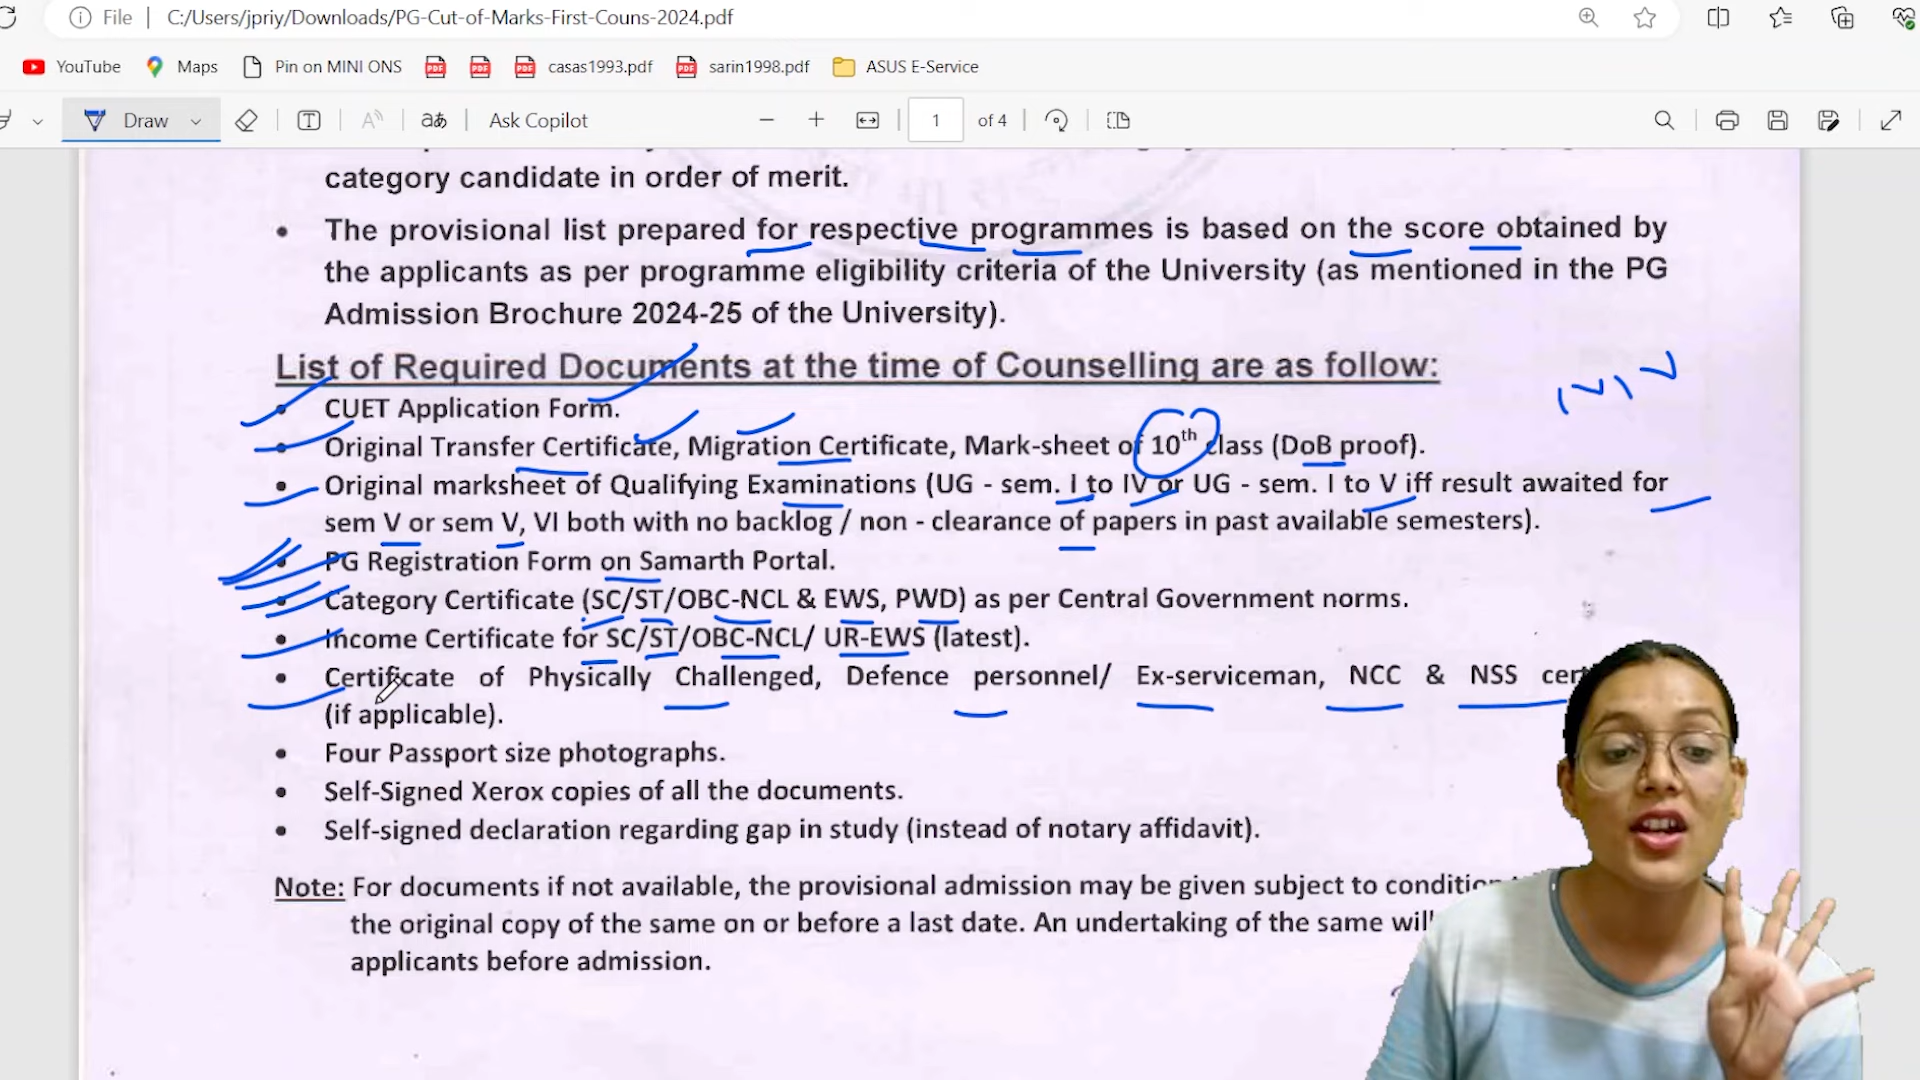 File
C:/Users/jpriy/Downloads/PG-Cut-of-Marks-First-Couns-2024.pdf
YouTube
Maps
Pin on MINI ONS
casas1993.pdf
sarin1998.pdf
ASUS E-Service
Draw
Ask Copilot
1 of 4
category candidate in order of merit.
• The provisional list prepared for respective programmes is based on the score obtained by
the applicants as per programme eligibility criteria of the University (as mentioned in the PG
Admission Brochure 2024-25 of the University).
List of Required Documents at the time of Counselling are as follow:
• CUET Application Form.
• Original Transfer Certificate, Migration Certificate, Mark-sheet of 10th class (DoB proof).
• Original marksheet of Qualifying Examinations (UG - sem. I to IV or UG - sem. I to V iff result awaited for
sem V or sem V, VI both with no backlog / non - clearance of papers in past available semesters).
• PG Registration Form on Samarth Portal.
• Category Certificate (SC/ST/OBC-NCL & EWS, PWD) as per Central Government norms.
• Income Certificate for SC/ST/OBC-NCL/ UR-EWS (latest).
• Certificate of Physically Challenged, Defence personnel/ Ex-serviceman, NCC & NSS
(if applicable).
• Four Passport size photographs.
• Self-Signed Xerox copies of all the documents.
• Self-signed declaration regarding gap in study (instead of notary affidavit).
Note: For documents if not available, the provisional admission may be given subject to
the original copy of the same on or before a last date. An undertaking of the same will
applicants before admission.